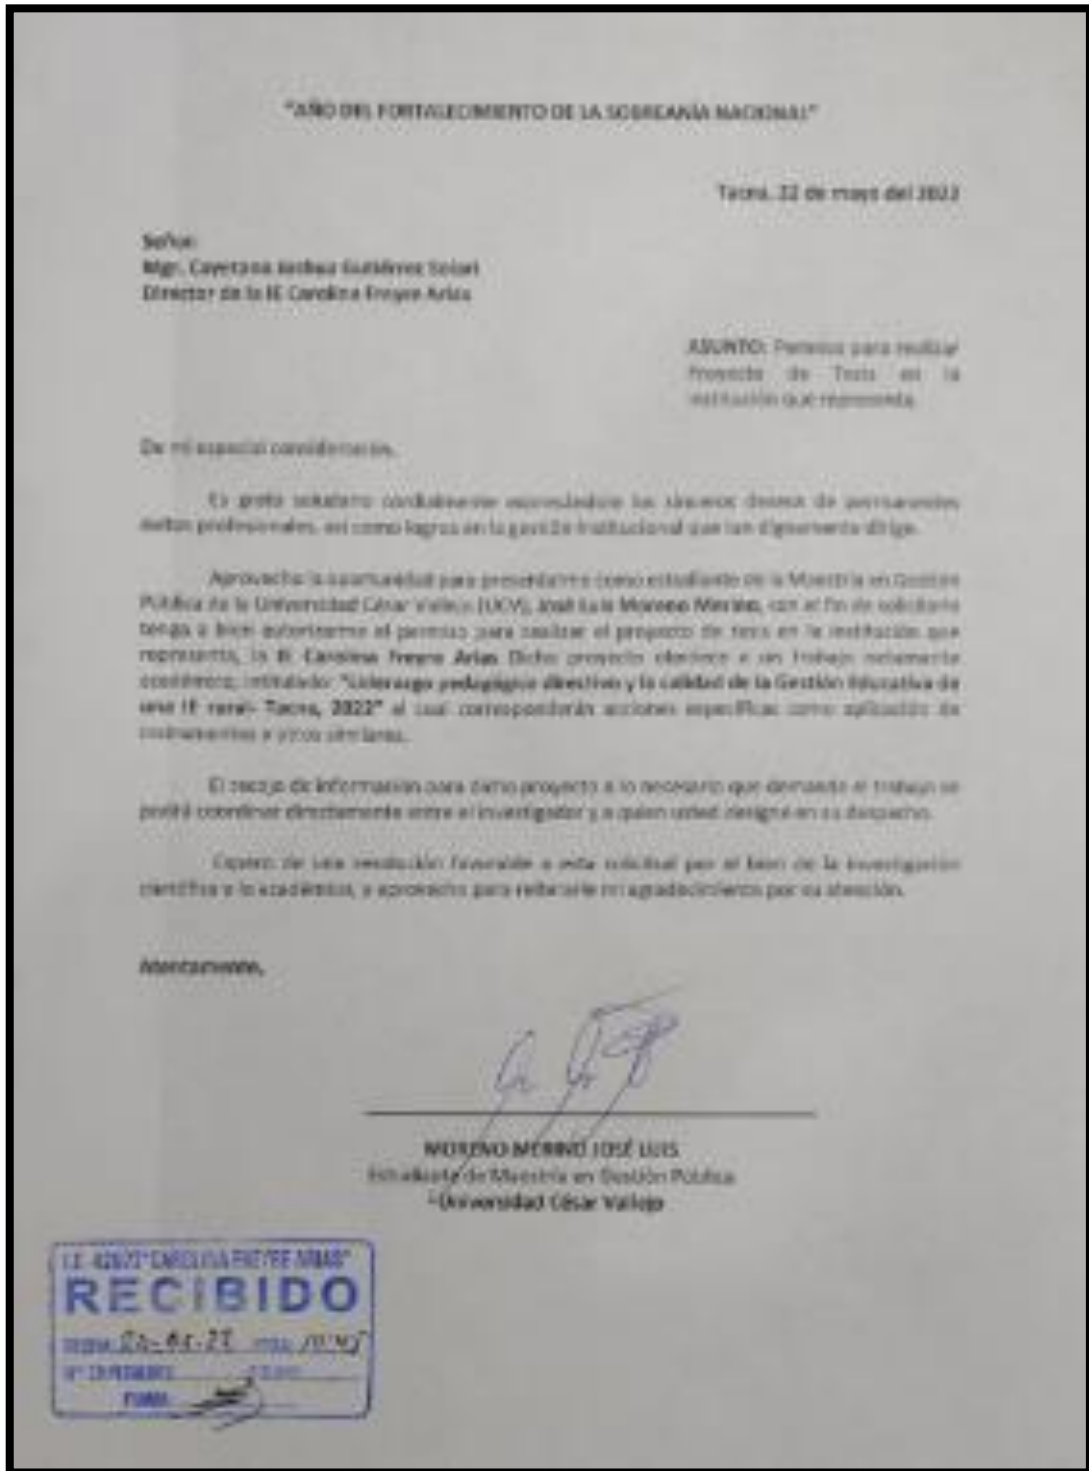 "AÑO DEL FORTALECIMIENTO DE LA SOBREANÍA NACIONAL"
Tacna, 22 de mayo del 2022
Señor:
Mgr. Cayetano Joshua Gutiérrez Solari
Director de la IE Carolina Freyre Arias
ASUNTO: Permiso para realizar
Proyecto de Tesis en la
institución que representa.
De mi especial consideración,
Es grato saludarlo cordialmente expresándole los sinceros deseos de permanentes
éxitos profesionales, así como logros en la gestión institucional que tan dignamente dirige.
Aprovecho la oportunidad para presentarme como estudiante de la Maestría en Gestión
Pública de la Universidad César Vallejo (UCV), José Luis Moreno Merino, con el fin de solicitarle
tenga a bien autorizarme el permiso para realizar el proyecto de tesis en la institución que
representa, la IE Carolina Freyre Arias Dicho proyecto obedece a un trabajo netamente
académico, intitulado: "Liderazgo pedagógico directivo y la calidad de la Gestión Educativa de
una IE rural- Tacna, 2022" al cual corresponderán acciones específicas como aplicación de
instrumentos y otros similares.
El recojo de información para dicho proyecto o lo necesario que demande el trabajo se
podrá coordinar directamente entre el investigador y a quien usted designe en su despacho.
Espero de una resolución favorable a esta solicitud por el bien de la investigación
científica y lo académico, y aprovecho para reiterarle mi agradecimiento por su atención.
Atentamente,
MORENO MERINO JOSÉ LUIS
Estudiante de Maestría en Gestión Pública
Universidad César Vallejo
"CAROLINA FREYRE ARIAS"
RECIBIDO
FECHA HORA
N° EXPEDIENTE
FIRMA